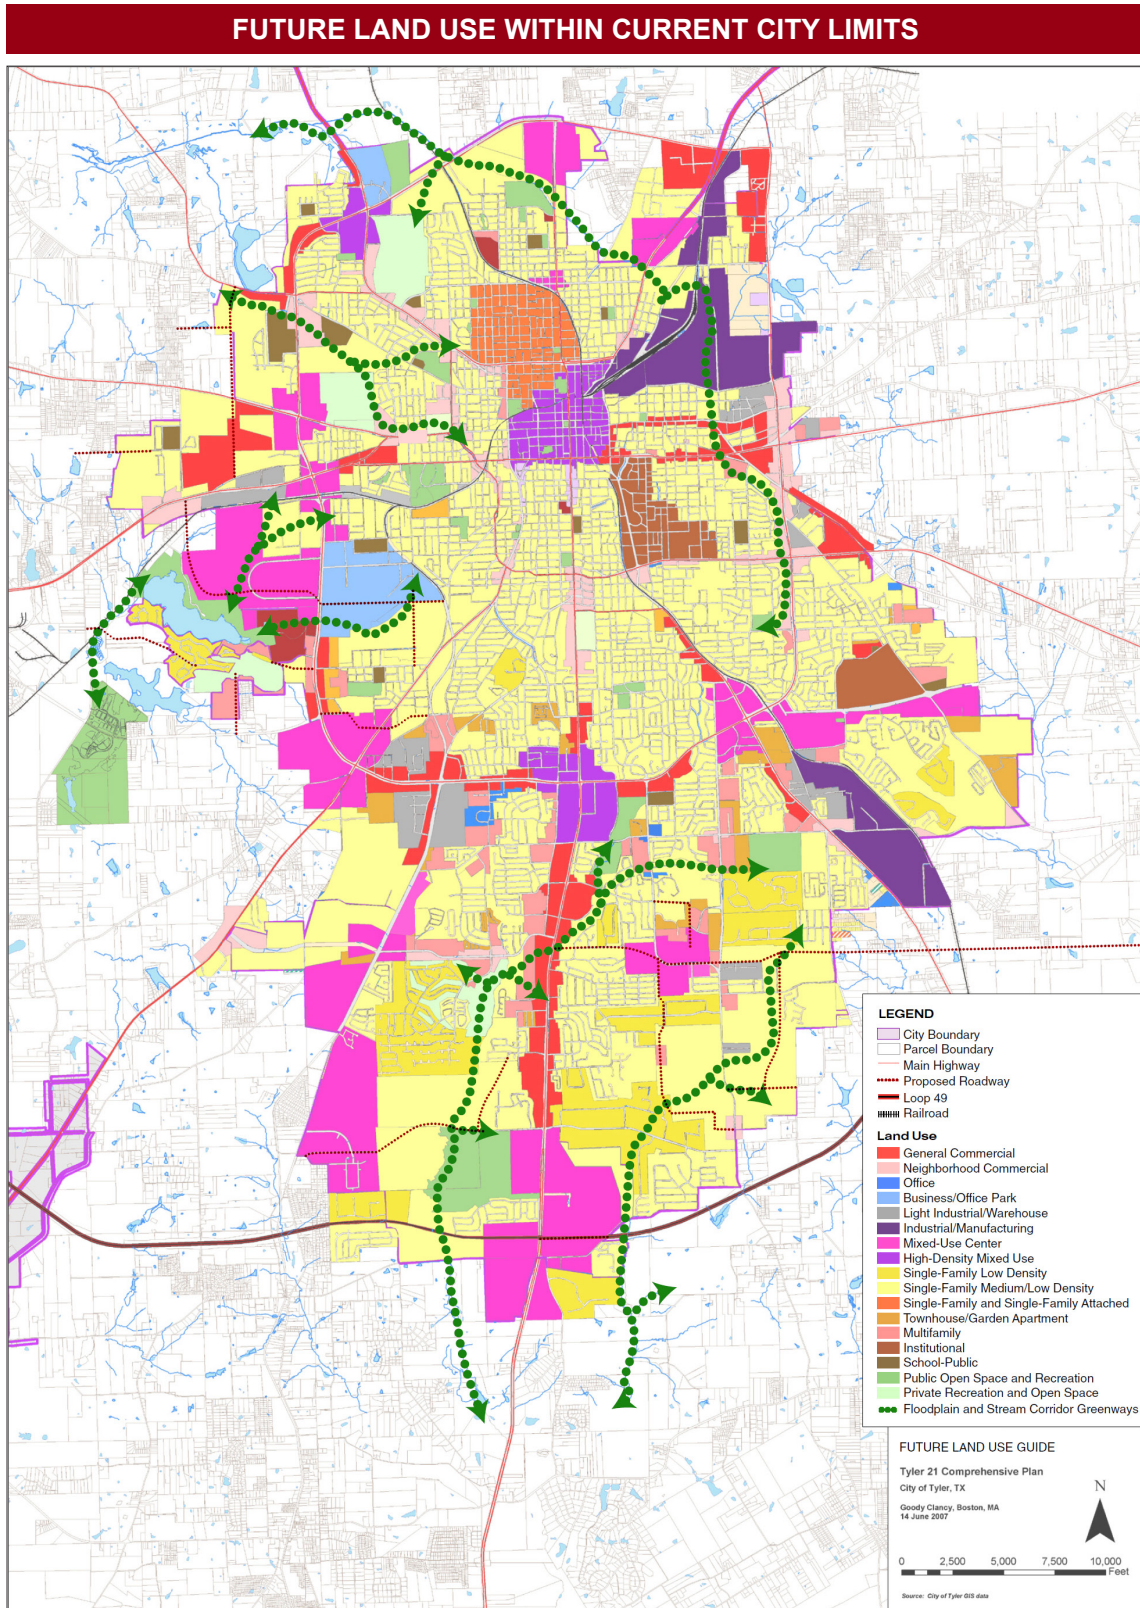 FUTURE LAND USE WITHIN CURRENT CITY LIMITS
LEGEND
City Boundary
Parcel Boundary
Main Highway
Proposed Roadway
Loop 49
Railroad
Land Use
General Commercial
Neighborhood Commercial
Office
Business/Office Park
Light Industrial/Warehouse
Industrial/Manufacturing
Mixed-Use Center
High-Density Mixed Use
Single-Family Low Density
Single-Family Medium/Low Density
Single-Family and Single-Family Attached
Townhouse/Garden Apartment
Multifamily
Institutional
School-Public
Public Open Space and Recreation
Private Recreation and Open Space
Floodplain and Stream Corridor Greenways
FUTURE LAND USE GUIDE
Tyler 21 Comprehensive Plan
City of Tyler, TX
Goody Clancy, Boston, MA
14 June 2007
N
0 2,500 5,000 7,500 10,000
Feet
Source: City of Tyler GIS data